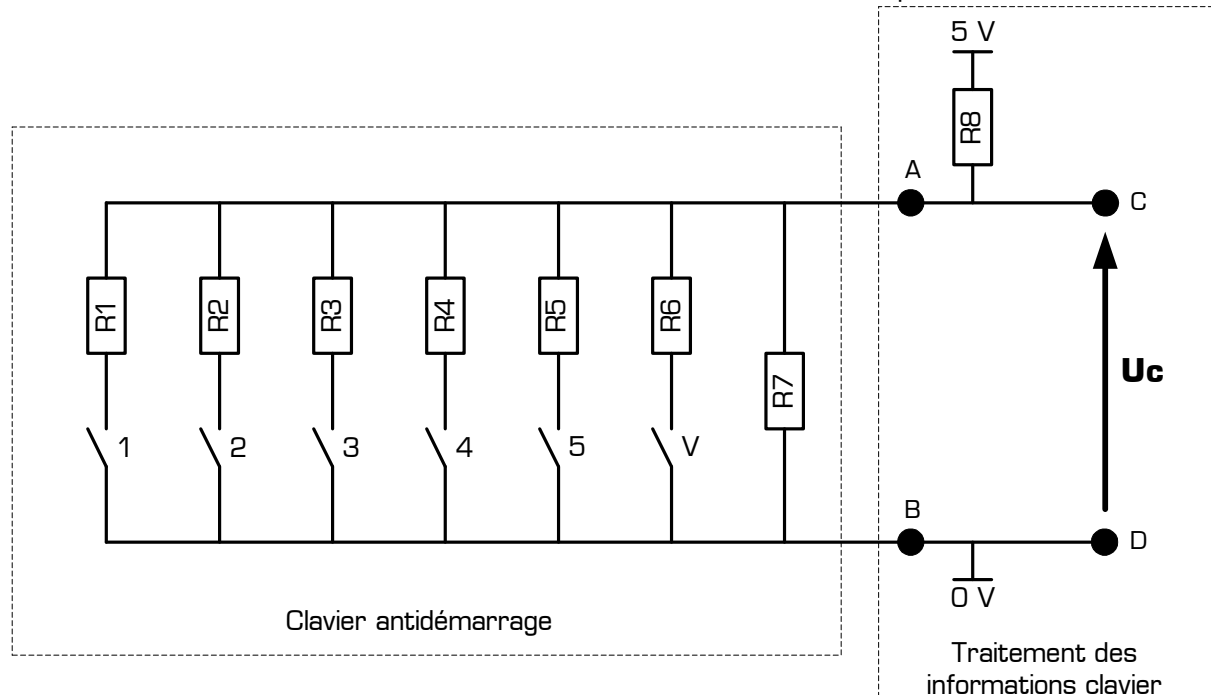 5 V
R8
A
C
R1
R2
R3
R4
R5
R6
R7
Uc
1
2
3
4
5
V
B
D
0 V
Clavier antidémarrage
Traitement des
informations clavier